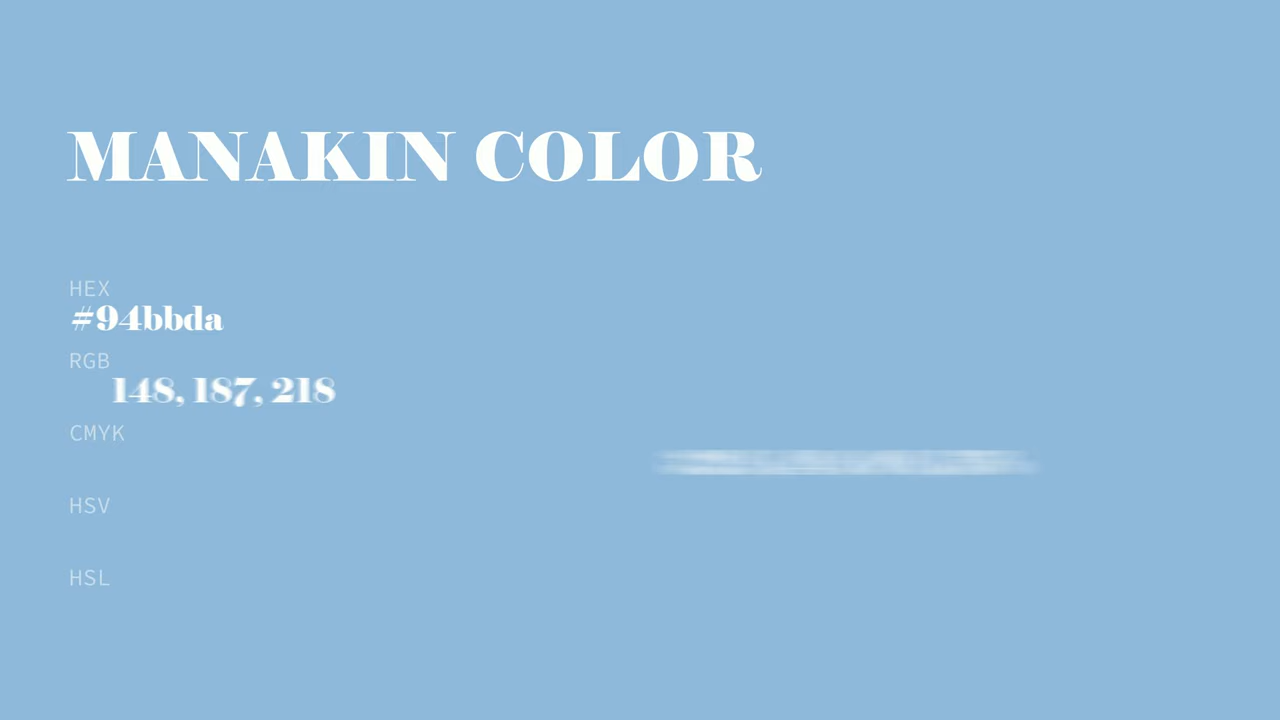 MANAKIN COLOR
HEX
#94bbda
RGB
148, 187, 218
CMYK
HSV
HSL